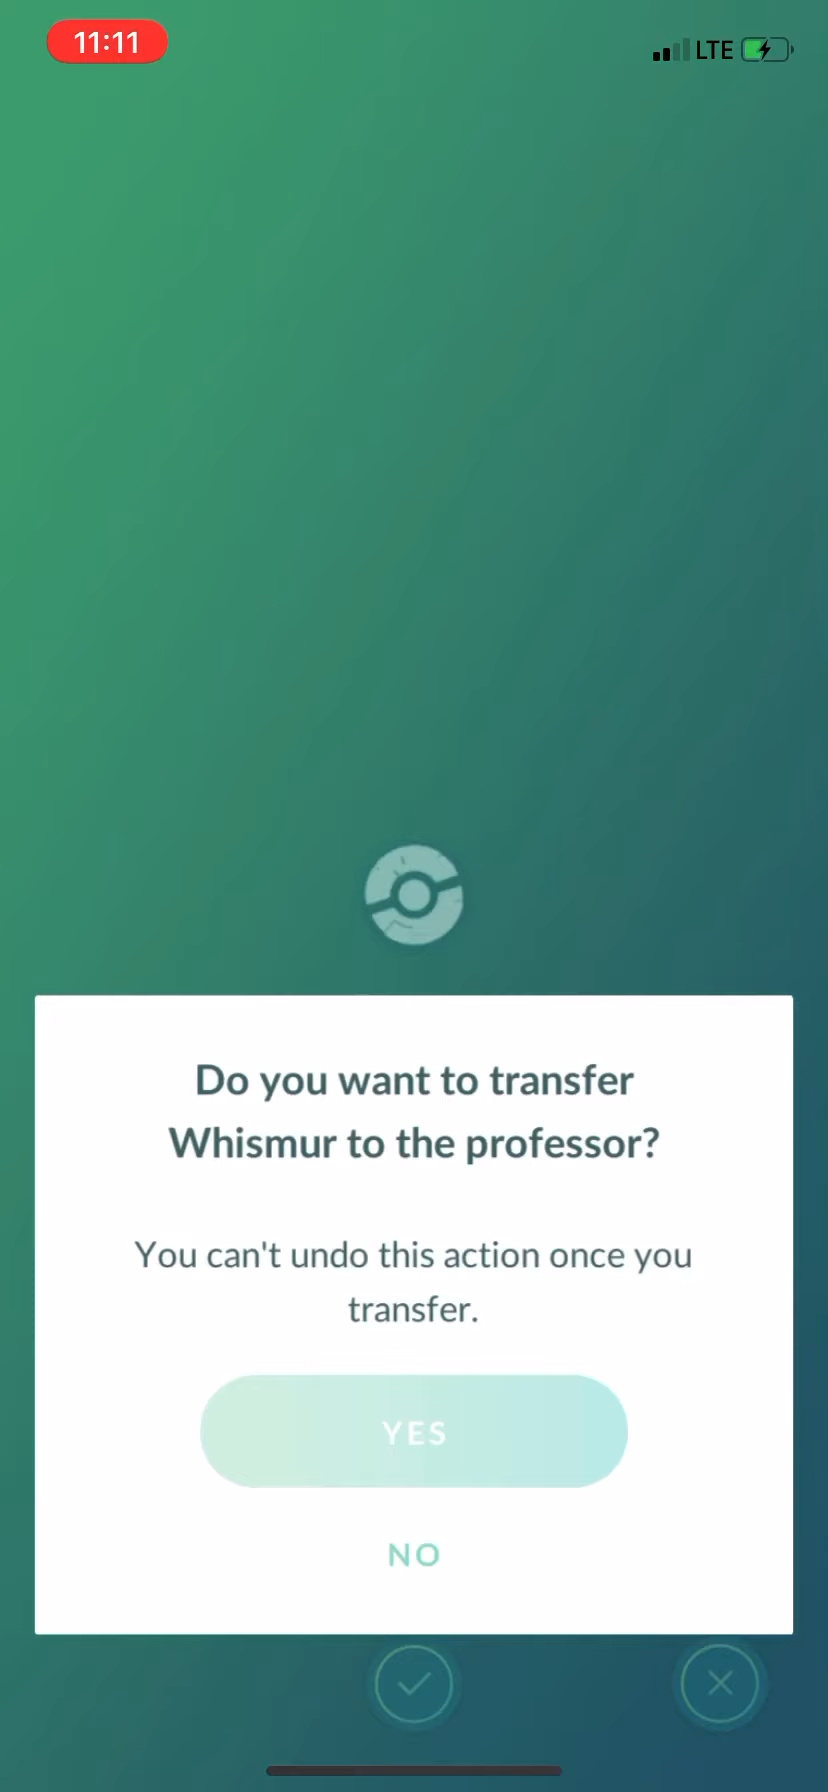 11:11
LTE
Do you want to transfer
Whismur to the professor?
You can't undo this action once you
transfer.
YES
NO